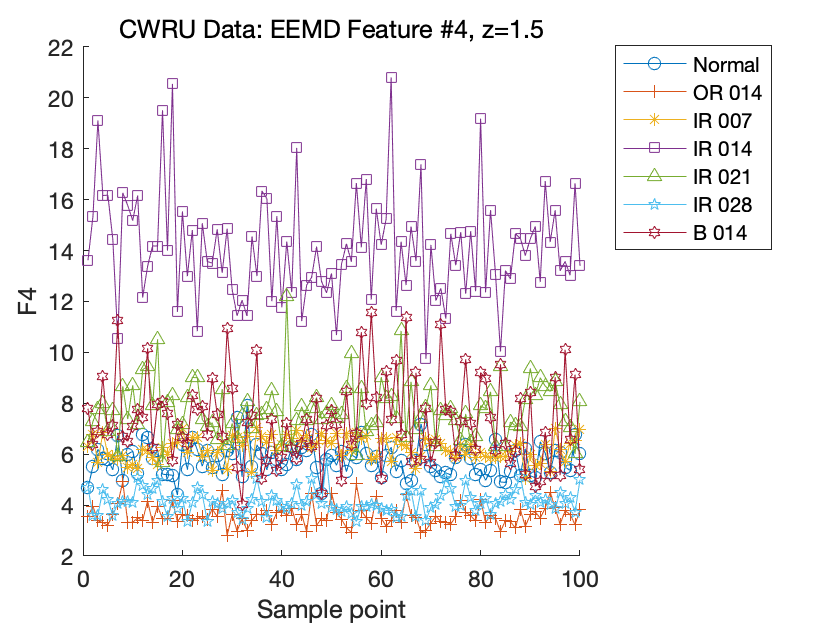 CWRU Data: EEMD Feature #4, z=1.5
22
20
18
16
14
12
10
8
6
4
2
F4
0
20
40
60
80
100
Sample point
Normal
OR 014
IR 007
IR 014
IR 021
IR 028
B 014